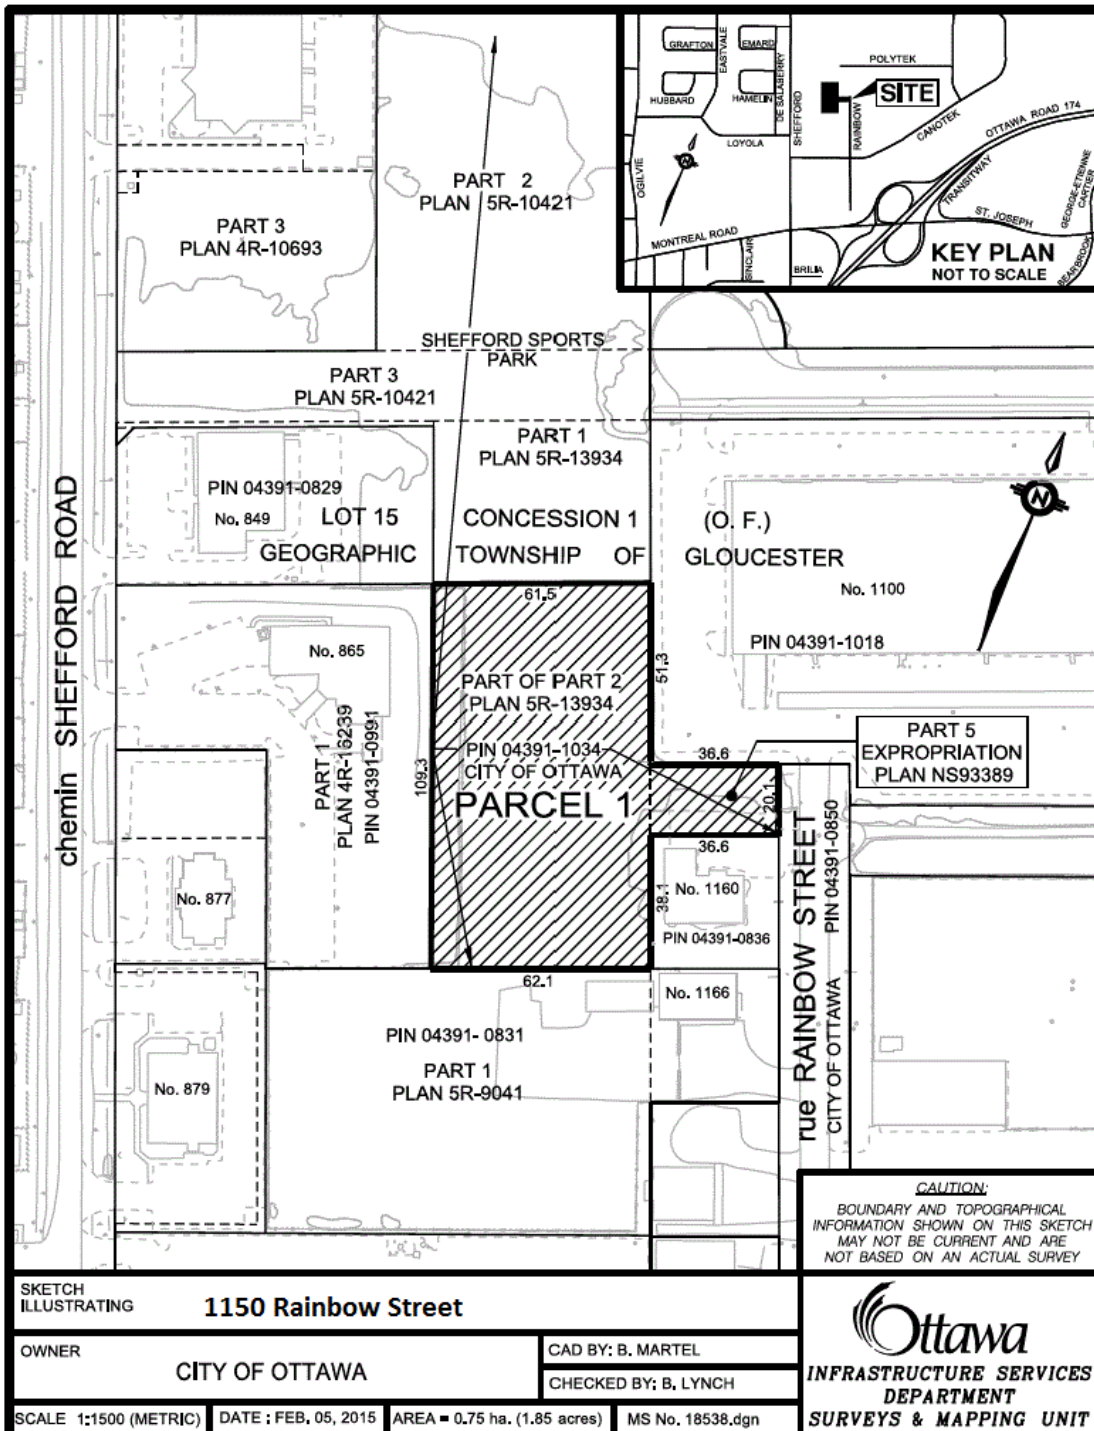 GRAFTON
EASTVALE
EMARD
DE SALABERRY
HUBBARD
HAMELIN
SHEFFORD
POLYTEK
SITE
RAINBOW
CANOTEK
OTTAWA ROAD 174
LOYOLA
OGILVIE
N
TRANSITWAY
ST. JOSEPH
GEORGE-ETIENNE
CARTIER
MONTREAL ROAD
SINCLAIR
BRILIA
BEARBROOK
KEY PLAN
NOT TO SCALE
PART 2
PLAN 5R-10421
PART 3
PLAN 4R-10693
SHEFFORD SPORTS
PARK
PART 3
PLAN 5R-10421
PART 1
PLAN 5R-13934
chemin SHEFFORD ROAD
PIN 04391-0829
No. 849
LOT 15 CONCESSION 1 (O. F.)
GEOGRAPHIC TOWNSHIP OF GLOUCESTER
N
No. 1100
PIN 04391-1018
61.5
No. 865
51.3
PART OF PART 2
PLAN 5R-13934
PIN 04391-1034
CITY OF OTTAWA
PARCEL 1
109.3
PART 1
PLAN 4R-16239
PIN 04391-0991
36.6
20.1
36.6
PART 5
EXPROPRIATION
PLAN NS93389
38.1
No. 1160
PIN 04391-0836
No. 877
62.1
No. 1166
rue RAINBOW STREET
CITY OF OTTAWA PIN 04391-0850
PIN 04391- 0831
PART 1
PLAN 5R-9041
No. 879
CAUTION:
BOUNDARY AND TOPOGRAPHICAL
INFORMATION SHOWN ON THIS SKETCH
MAY NOT BE CURRENT AND ARE
NOT BASED ON AN ACTUAL SURVEY
SKETCH
ILLUSTRATING
1150 Rainbow Street
OWNER
CITY OF OTTAWA
CAD BY: B. MARTEL
CHECKED BY: B. LYNCH
SCALE 1:1500 (METRIC)
DATE : FEB. 05, 2015
AREA = 0.75 ha. (1.85 acres)
MS No. 18538.dgn
Ottawa
INFRASTRUCTURE SERVICES
DEPARTMENT
SURVEYS & MAPPING UNIT